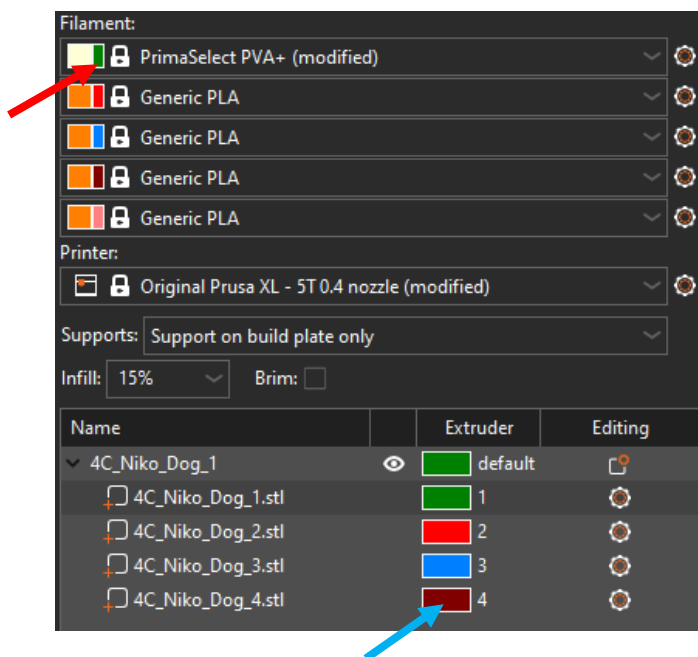 Filament:
PrimaSelect PVA+ (modified)
Generic PLA
Generic PLA
Generic PLA
Generic PLA
Printer:
Original Prusa XL - 5T 0.4 nozzle (modified)
Supports: Support on build plate only
Infill: 15% Brim:
Name Extruder Editing
4C_Niko_Dog_1 default
4C_Niko_Dog_1.stl 1
4C_Niko_Dog_2.stl 2
4C_Niko_Dog_3.stl 3
4C_Niko_Dog_4.stl 4